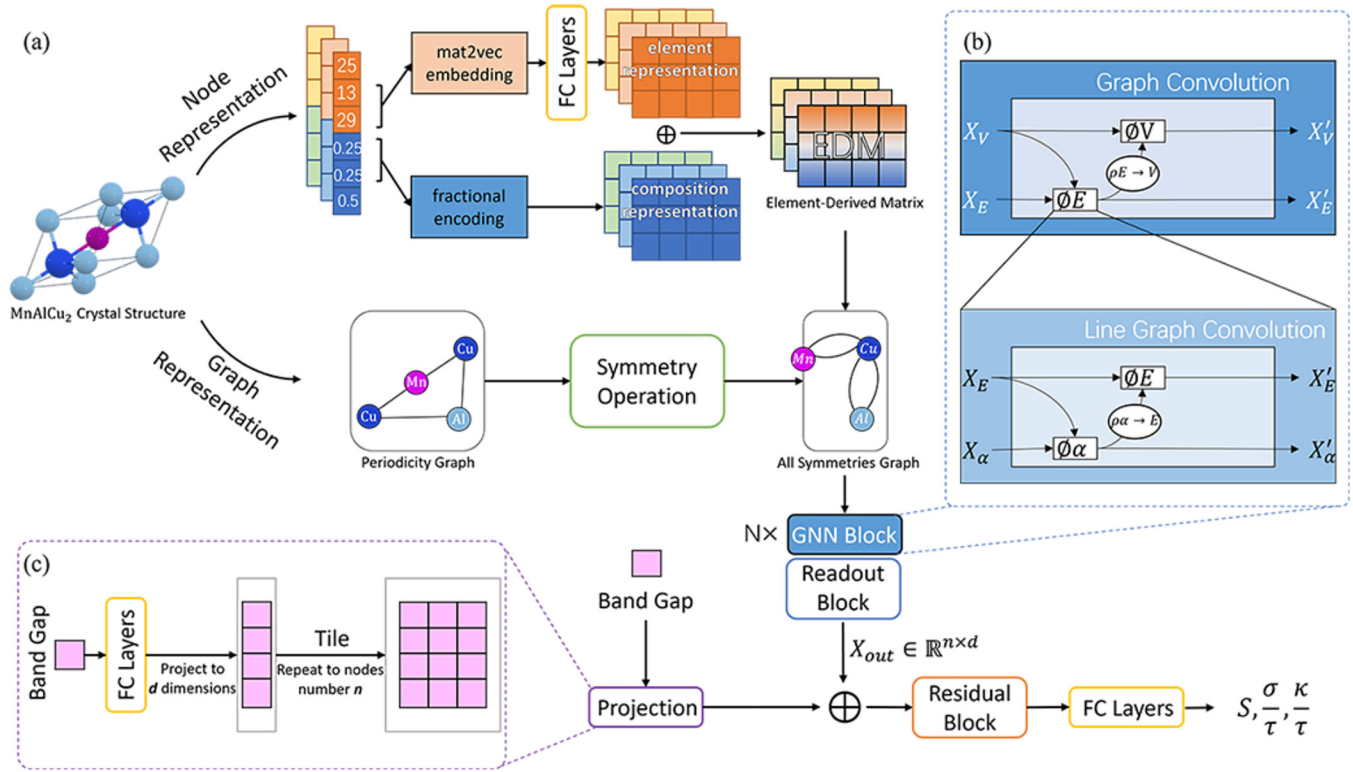 (a)
Node
Representation
25
13
29
0.25
0.25
0.5
mat2vec
embedding
FC Layers
element
representation
⊕
fractional
encoding
composition
representation
EDM
Element-Derived Matrix
MnAlCu₂ Crystal Structure
Graph
Representation
Cu
Mn
Cu
Al
Periodicity Graph
Symmetry
Operation
Mn
Cu
Al
All Symmetries Graph
N×
GNN Block
Readout
Block
X_out ∈ ℝ^{n×d}
(b)
Graph Convolution
X_V
ØV
X′_V
ρE → V
X_E
ØE
X′_E
Line Graph Convolution
X_E
ØE
X′_E
ρα → E
X_α
Øα
X′_α
(c)
Band Gap
FC Layers
Project to
d dimensions
Tile
Repeat to nodes
number n
Band Gap
Projection
⊕
Residual
Block
FC Layers
S, σ/τ, κ/τ